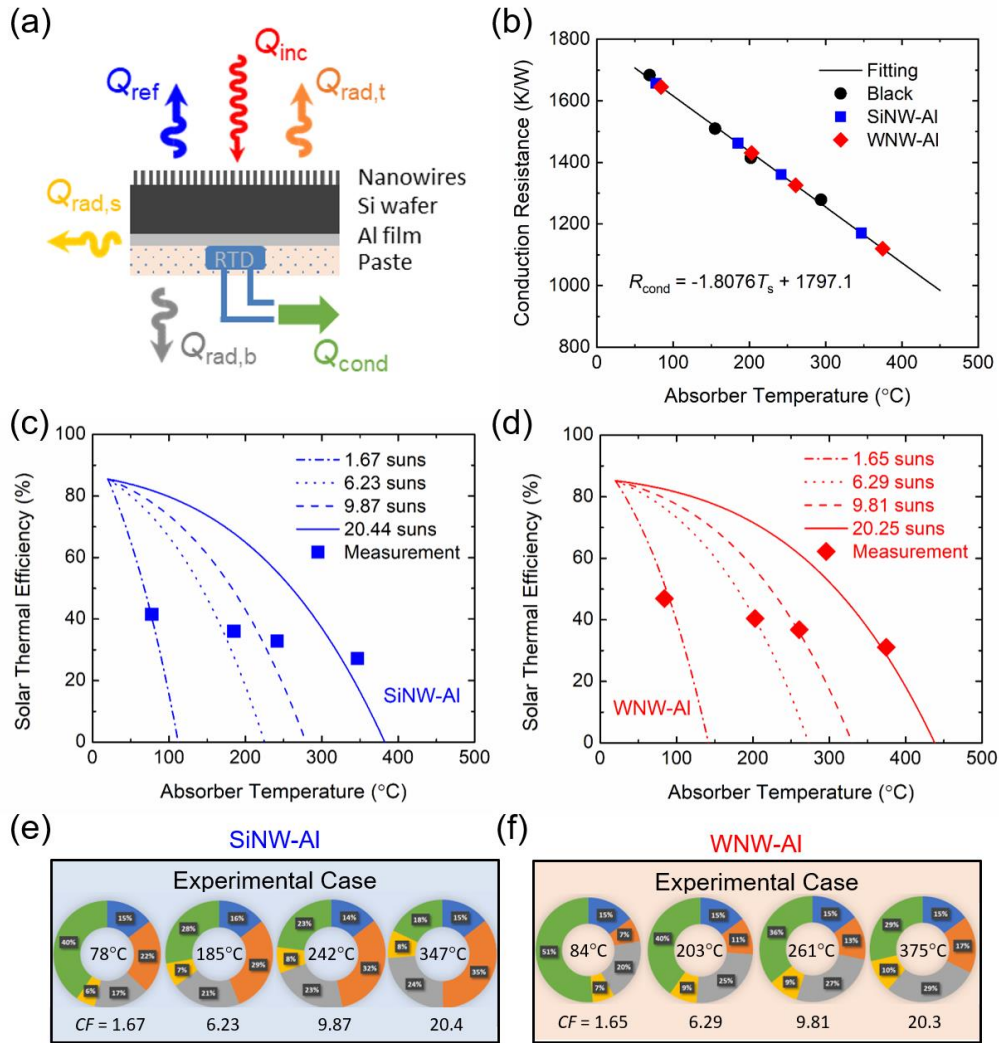 (a)
Q_inc
Q_ref
Q_rad,t
Q_rad,s
Nanowires
Si wafer
Al film
Paste
RTD
Q_rad,b
Q_cond
(b)
1800
1600
1400
1200
1000
800
Conduction Resistance (K/W)
Fitting
Black
SiNW-Al
WNW-Al
R_cond = -1.8076T_s + 1797.1
0 100 200 300 400 500
Absorber Temperature (°C)
(c)
100
80
60
40
20
0
Solar Thermal Efficiency (%)
1.67 suns
6.23 suns
9.87 suns
20.44 suns
Measurement
SiNW-Al
0 100 200 300 400 500
Absorber Temperature (°C)
(d)
100
80
60
40
20
0
Solar Thermal Efficiency (%)
1.65 suns
6.29 suns
9.81 suns
20.25 suns
Measurement
WNW-Al
0 100 200 300 400 500
Absorber Temperature (°C)
(e)
SiNW-Al
Experimental Case
15%
22%
17%
6%
40%
78°C
16%
29%
21%
7%
28%
185°C
14%
32%
23%
8%
23%
242°C
15%
35%
24%
8%
18%
347°C
CF = 1.67 6.23 9.87 20.4
(f)
WNW-Al
Experimental Case
15%
7%
20%
7%
51%
84°C
15%
11%
25%
9%
40%
203°C
15%
13%
27%
9%
36%
261°C
15%
17%
29%
10%
29%
375°C
CF = 1.65 6.29 9.81 20.3